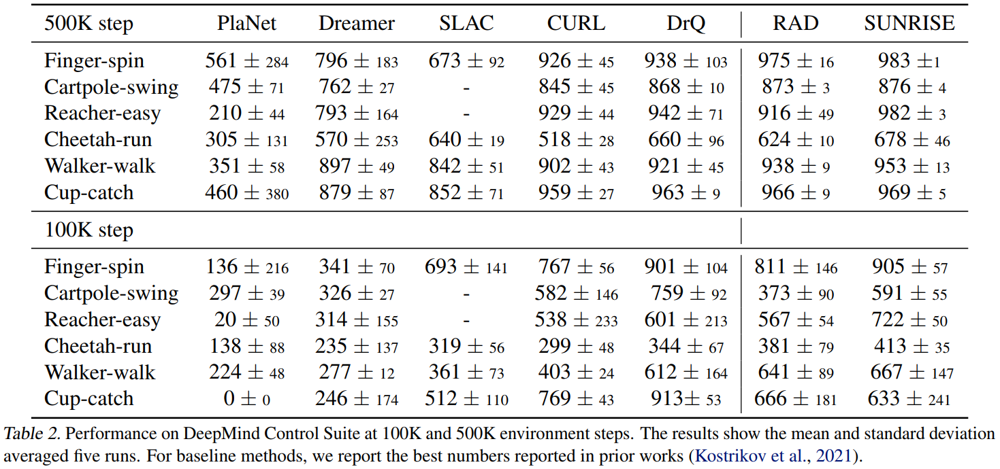 500K step PlaNet Dreamer SLAC CURL DrQ RAD SUNRISE
Finger-spin 561 ± 284 796 ± 183 673 ± 92 926 ± 45 938 ± 103 975 ± 16 983 ±1
Cartpole-swing 475 ± 71 762 ± 27 - 845 ± 45 868 ± 10 873 ± 3 876 ± 4
Reacher-easy 210 ± 44 793 ± 164 - 929 ± 44 942 ± 71 916 ± 49 982 ± 3
Cheetah-run 305 ± 131 570 ± 253 640 ± 19 518 ± 28 660 ± 96 624 ± 10 678 ± 46
Walker-walk 351 ± 58 897 ± 49 842 ± 51 902 ± 43 921 ± 45 938 ± 9 953 ± 13
Cup-catch 460 ± 380 879 ± 87 852 ± 71 959 ± 27 963 ± 9 966 ± 9 969 ± 5
100K step
Finger-spin 136 ± 216 341 ± 70 693 ± 141 767 ± 56 901 ± 104 811 ± 146 905 ± 57
Cartpole-swing 297 ± 39 326 ± 27 - 582 ± 146 759 ± 92 373 ± 90 591 ± 55
Reacher-easy 20 ± 50 314 ± 155 - 538 ± 233 601 ± 213 567 ± 54 722 ± 50
Cheetah-run 138 ± 88 235 ± 137 319 ± 56 299 ± 48 344 ± 67 381 ± 79 413 ± 35
Walker-walk 224 ± 48 277 ± 12 361 ± 73 403 ± 24 612 ± 164 641 ± 89 667 ± 147
Cup-catch 0 ± 0 246 ± 174 512 ± 110 769 ± 43 913± 53 666 ± 181 633 ± 241
Table 2. Performance on DeepMind Control Suite at 100K and 500K environment steps. The results show the mean and standard deviation
averaged five runs. For baseline methods, we report the best numbers reported in prior works (Kostrikov et al., 2021).